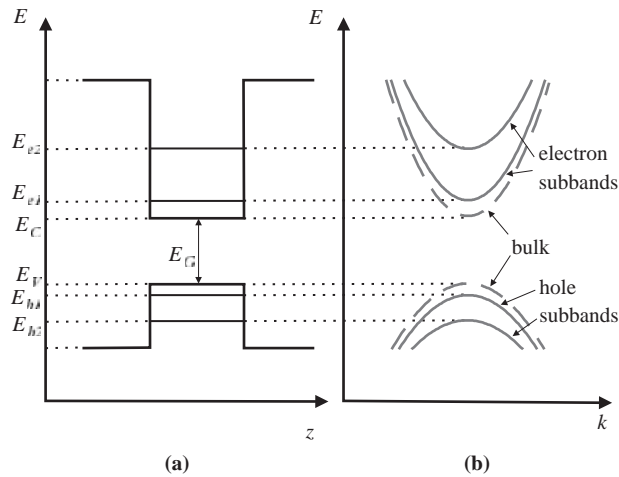 E
E
E_e2
E_e1
E_C
E_G
E_V
E_h1
E_h2
electron
subbands
bulk
hole
subbands
z
k
(a)
(b)